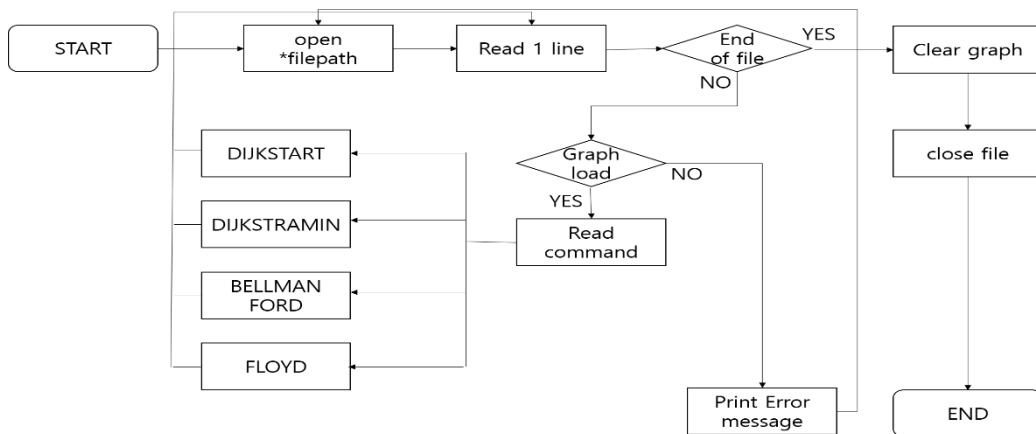 START
open
*filepath
Read 1 line
End
of file
YES
Clear graph
NO
close file
DIJKSTART
Graph
load
NO
YES
DIJKSTRAMIN
Read
command
BELLMAN
FORD
FLOYD
Print Error
message
END